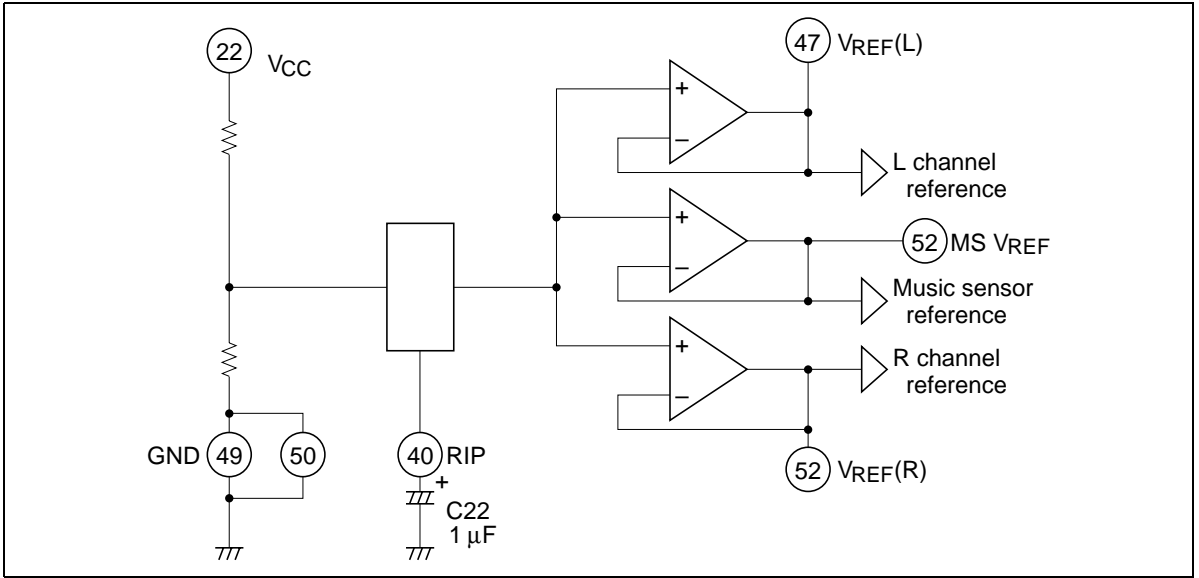 22 VCC
47 VREF(L)
+
−
L channel
reference
+
−
52 MS VREF
Music sensor
reference
+
−
R channel
reference
GND 49 50
40 RIP
52 VREF(R)
+
C22
1 µF